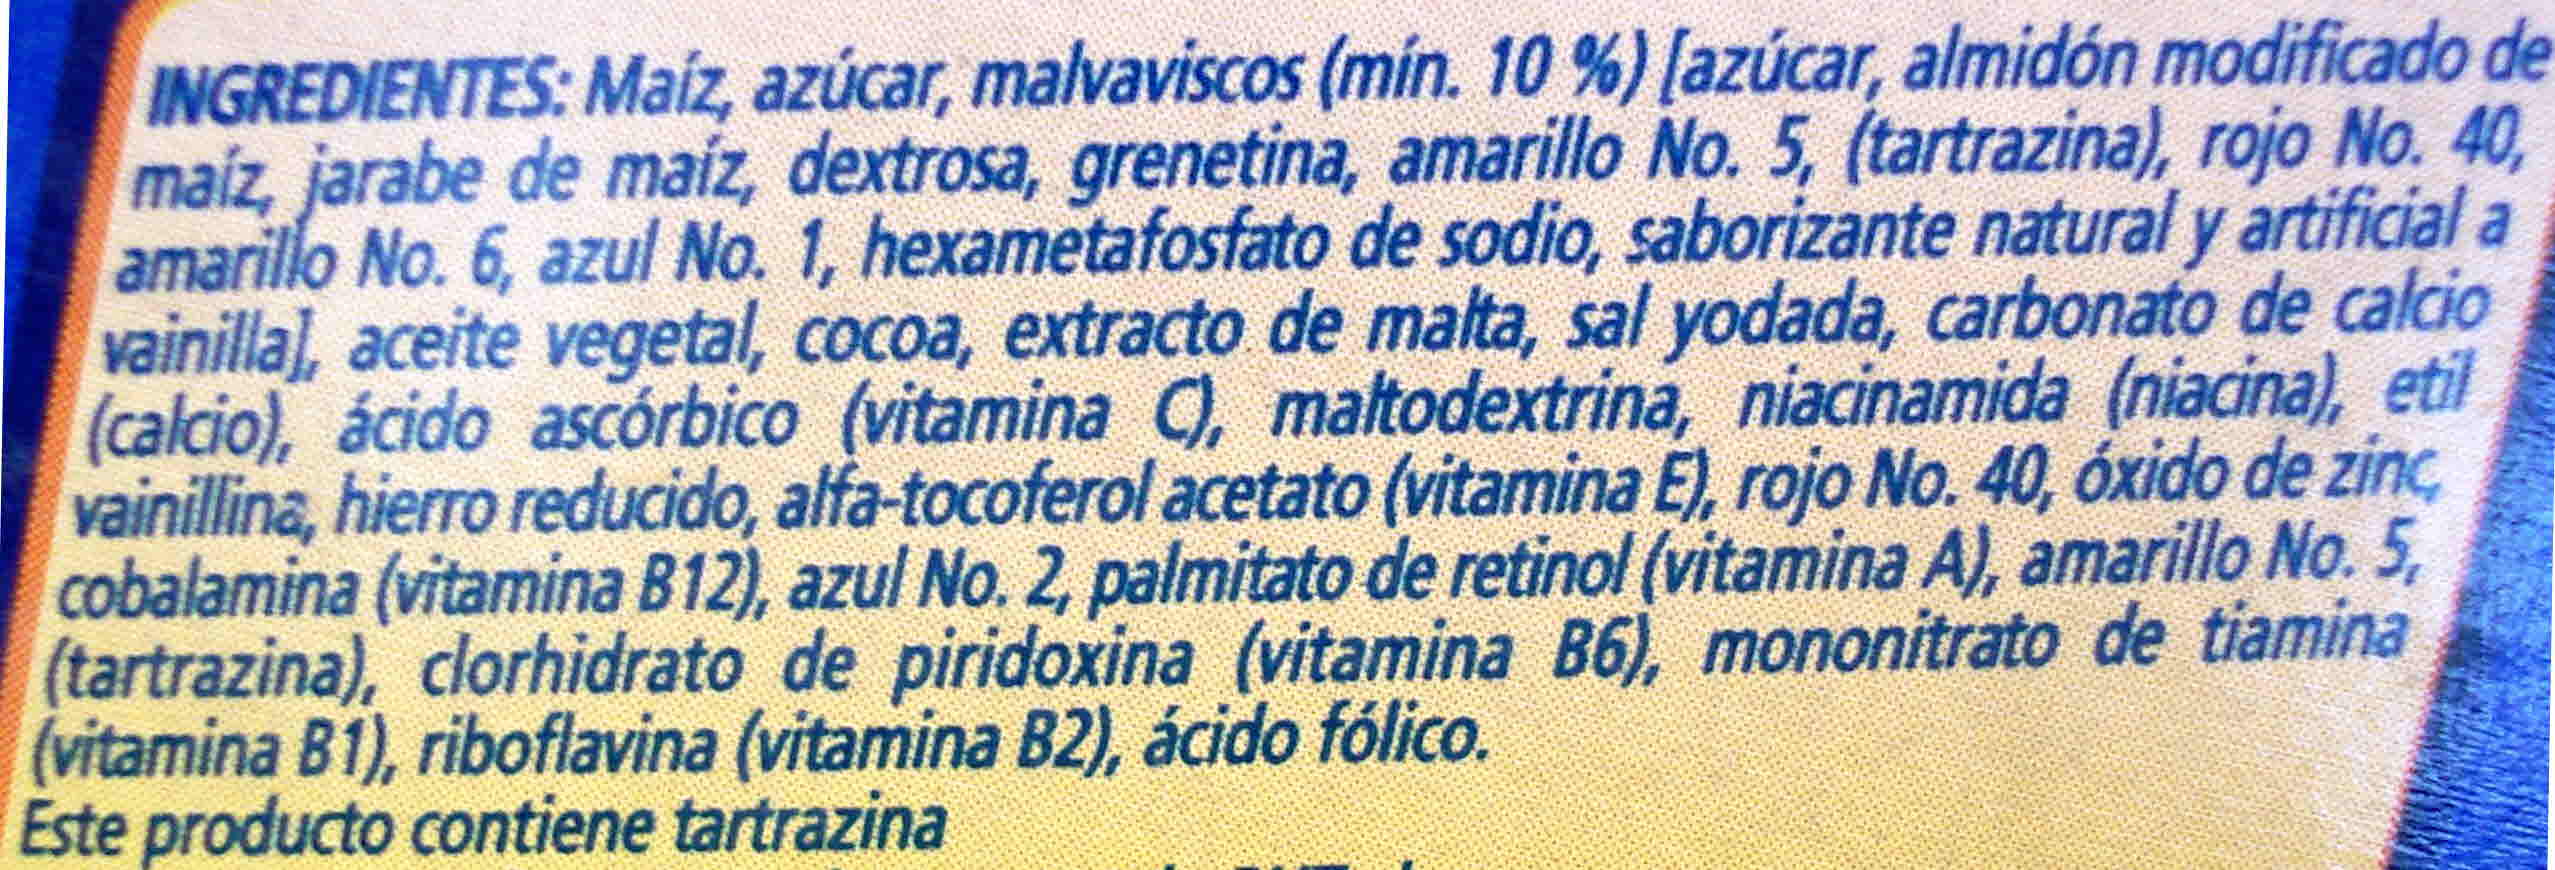 INGREDIENTES: Maíz, azúcar, malvaviscos (mín. 10 %) [azúcar, almidón modificado de
maíz, jarabe de maíz, dextrosa, grenetina, amarillo No. 5, (tartrazina), rojo No. 40,
amarillo No. 6, azul No. 1, hexametafosfato de sodio, saborizante natural y artificial a
vainilla], aceite vegetal, cocoa, extracto de malta, sal yodada, carbonato de calcio
(calcio), ácido ascórbico (vitamina C), maltodextrina, niacinamida (niacina), etil
vainillina, hierro reducido, alfa-tocoferol acetato (vitamina E), rojo No. 40, óxido de zinc,
cobalamina (vitamina B12), azul No. 2, palmitato de retinol (vitamina A), amarillo No. 5,
(tartrazina), clorhidrato de piridoxina (vitamina B6), mononitrato de tiamina
(vitamina B1), riboflavina (vitamina B2), ácido fólico.
Este producto contiene tartrazina